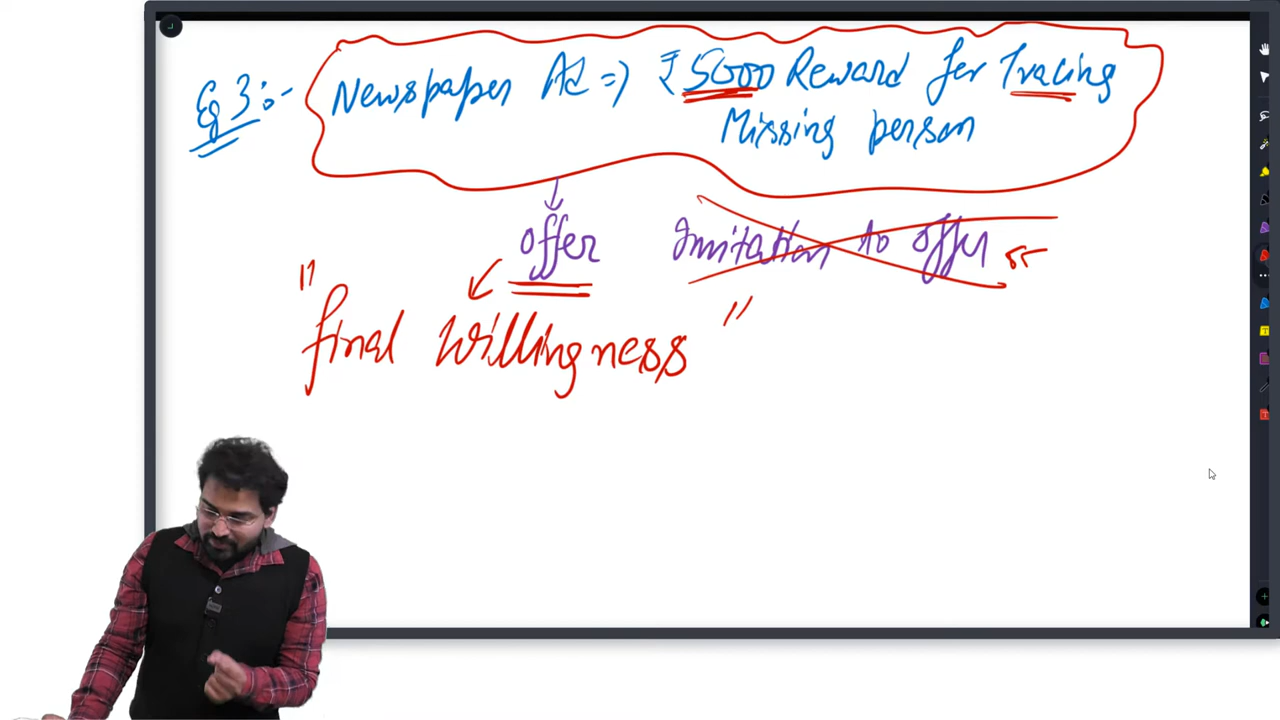 Eg 3:-
Newspaper Ad => ₹5000 Reward for Tracing
Missing person
offer Invitation to offer
"final Willingness"